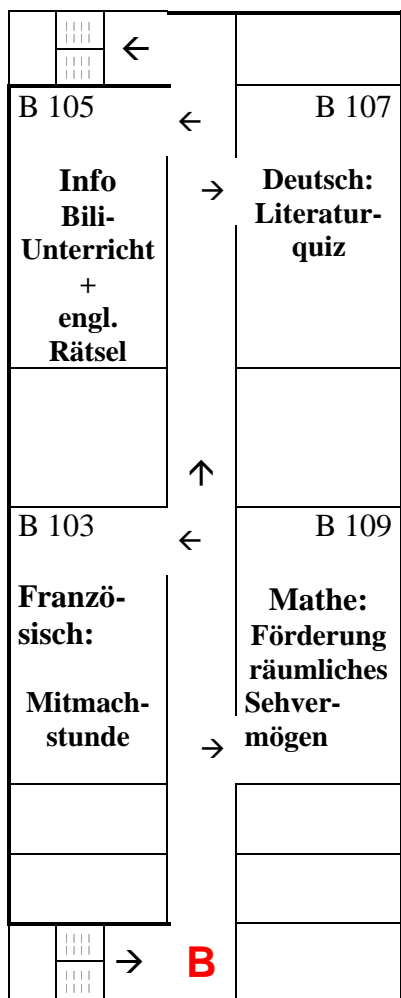 ←
B 105
Info
Bili-
Unterricht
+
engl.
Rätsel
←
B 107
→
Deutsch:
Literatur-
quiz
↑
B 103
Franzö-
sisch:
Mitmach-
stunde
←
B 109
Mathe:
Förderung
räumliches
Sehver-
mögen
→
→
B